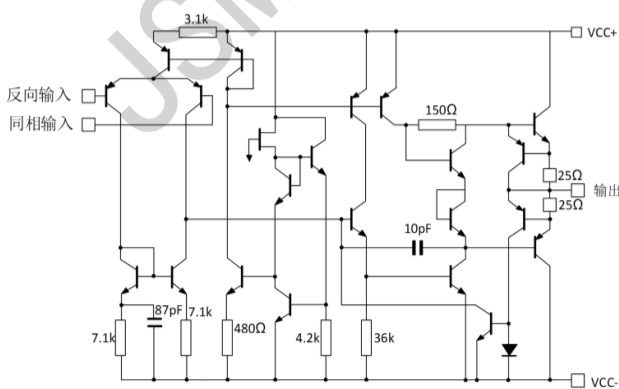 JSM
3.1k
VCC+
反向输入
同相输入
150Ω
25Ω
输出
25Ω
10pF
87pF
7.1k
7.1k
480Ω
4.2k
36k
VCC-